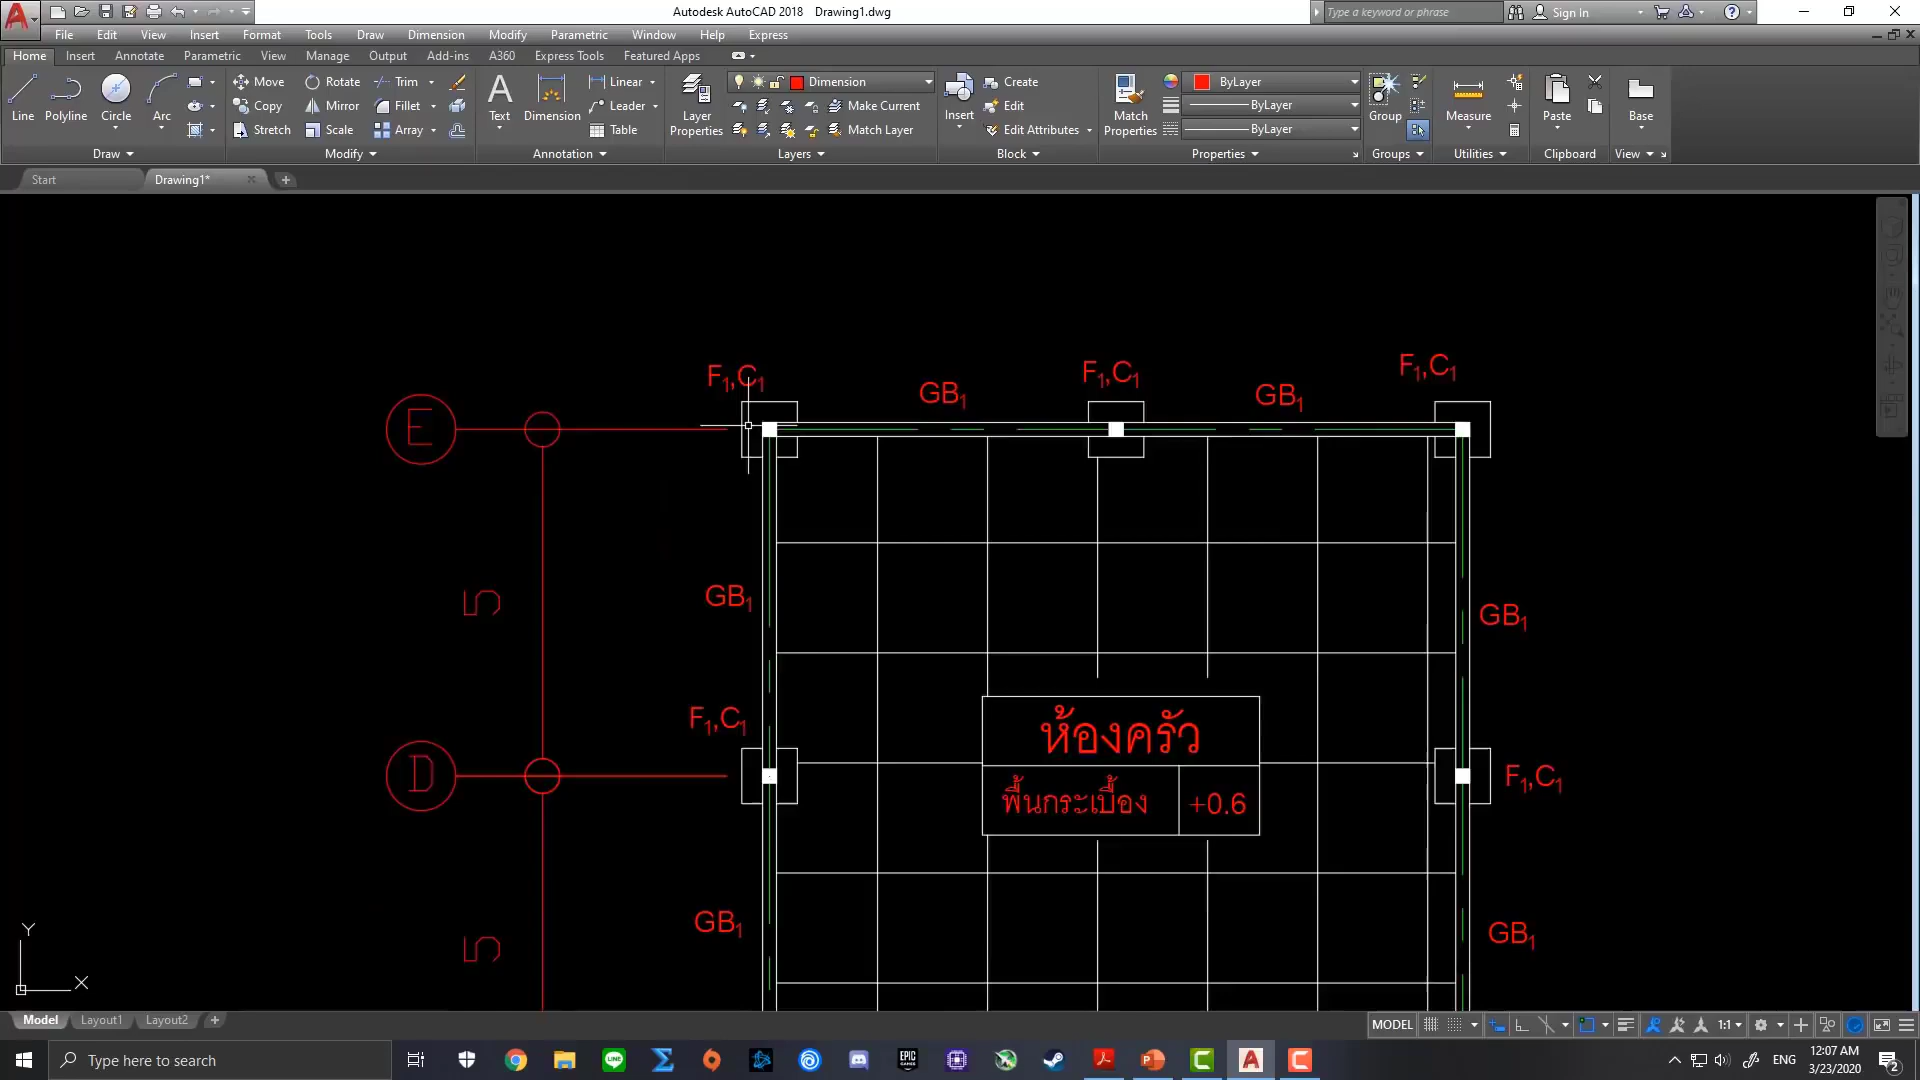 Autodesk AutoCAD 2018 Drawing1.dwg
Type a keyword or phrase
Sign In
File Edit View Insert Format Tools Draw Dimension Modify Parametric Window Help Express
Home Insert Annotate Parametric View Manage Output Add-ins A360 Express Tools Featured Apps
Line Polyline Circle Arc
Move Rotate Trim
Copy Mirror Fillet
Stretch Scale Array
Text Dimension
Linear
Leader
Table
Layer Properties
Dimension
Make Current
Match Layer
Insert
Create
Edit
Edit Attributes
Match Properties
ByLayer
ByLayer
ByLayer
Group
Measure
Paste
Base
Draw Modify Annotation Layers Block Properties Groups Utilities Clipboard View
Start Drawing1*
F1,C1 GB1 F1,C1 GB1 F1,C1
E
5
GB1 GB1
F1,C1
ห้องครัว
D
F1,C1
พื้นกระเบื้อง +0.6
GB1 GB1
5
Y
X
Model Layout1 Layout2
MODEL 1:1
Type here to search
EPIC GAMES
LINE
ENG
12:07 AM
3/23/2020
2